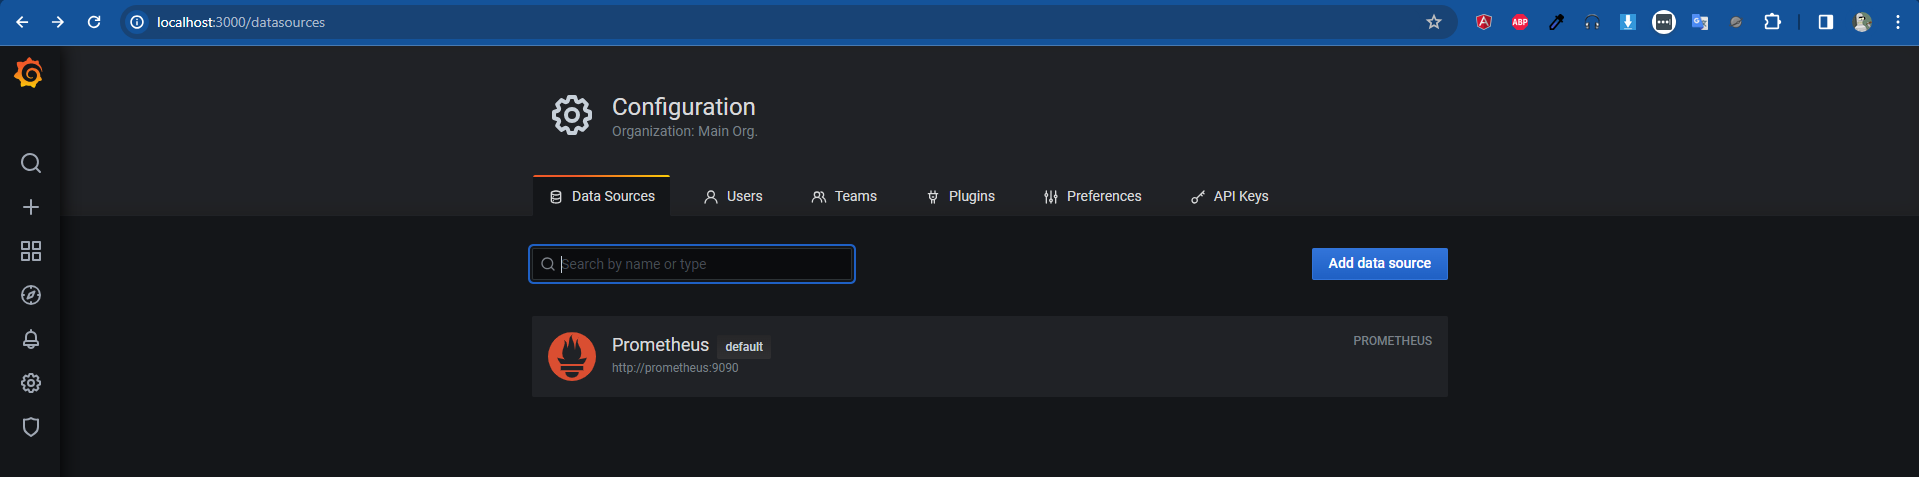 localhost:3000/datasources
ABP
Configuration
Organization: Main Org.
Data Sources Users Teams Plugins Preferences API Keys
Search by name or type
Add data source
Prometheus default
PROMETHEUS
http://prometheus:9090